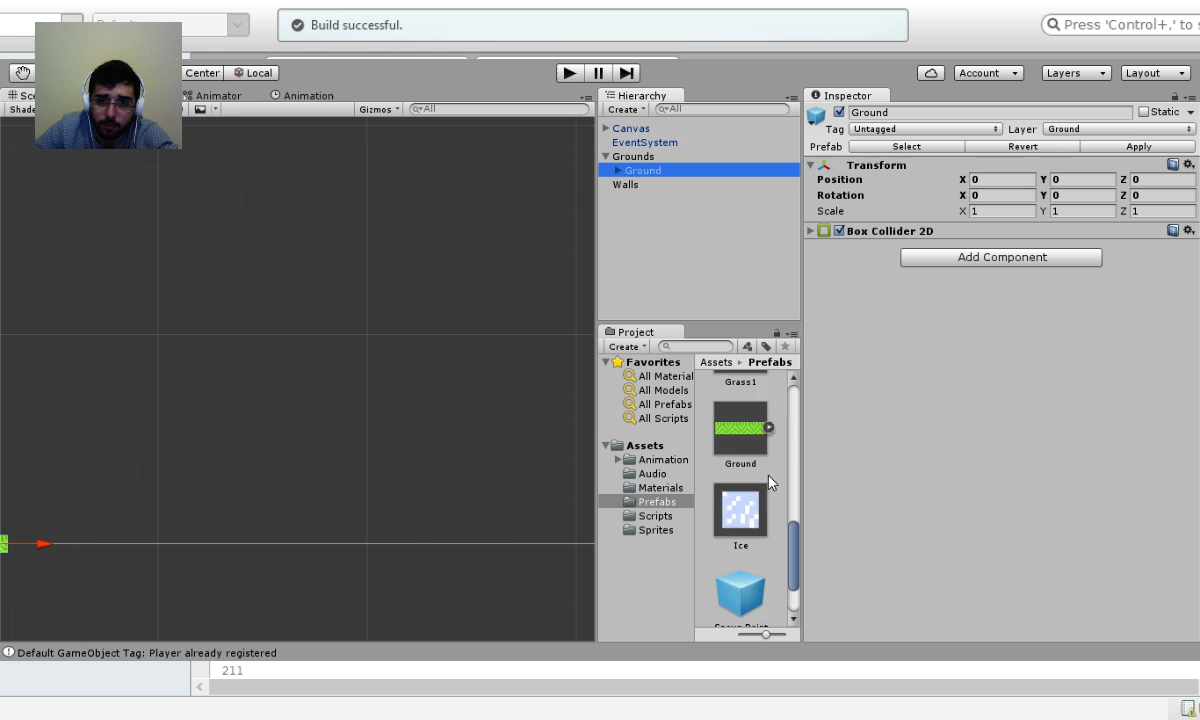 Default
Build successful.
Press 'Control+,' to s
Center
Local
Account
Layers
Layout
Sce
Animator
Animation
Hierarchy
Inspector
Shade
Gizmos
All
Create
All
Ground
Static
Tag Untagged
Layer Ground
Prefab
Select
Revert
Apply
Canvas
EventSystem
Grounds
Ground
Walls
Transform
Position X 0 Y 0 Z 0
Rotation X 0 Y 0 Z 0
Scale X 1 Y 1 Z 1
Box Collider 2D
Add Component
Project
Create
Favorites
All Material
All Models
All Prefabs
All Scripts
Assets
Animation
Audio
Materials
Prefabs
Scripts
Sprites
Assets ▸ Prefabs
Grass1
Ground
Ice
Default GameObject Tag: Player already registered
211